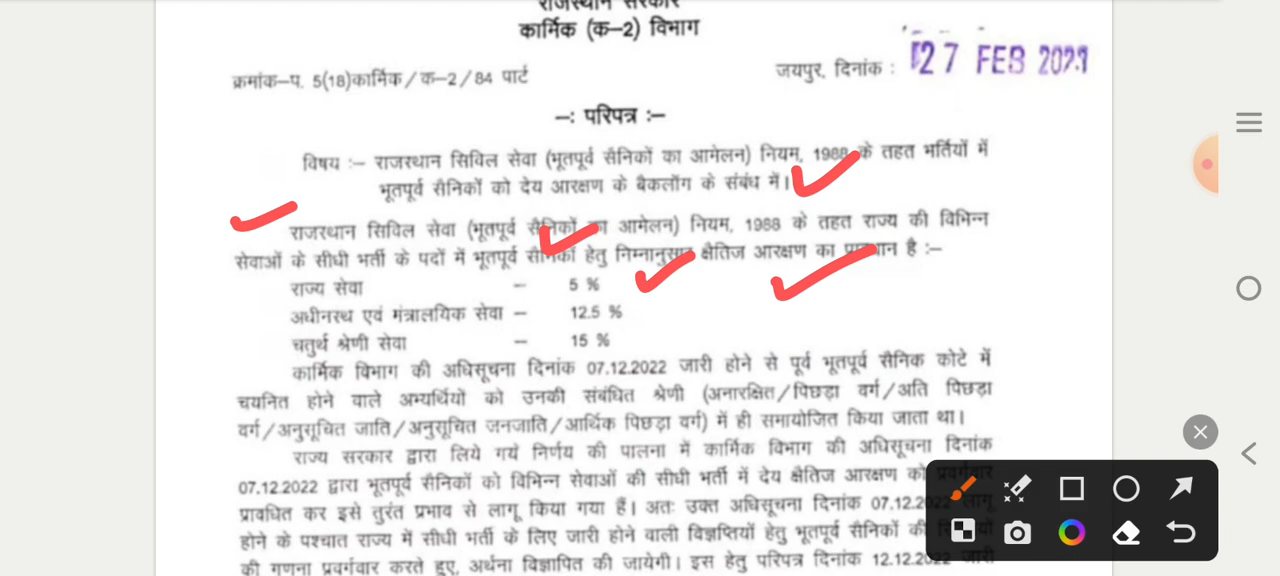 राजस्थान सरकार
कार्मिक (क–2) विभाग
क्रमांक–प. 5(18)कार्मिक/क–2/84 पार्ट
जयपुर, दिनांक : 27 FEB 2023
–: परिपत्र :–
विषय :– राजस्थान सिविल सेवा (भूतपूर्व सैनिकों का आमेलन) नियम, 1988 के तहत भर्तियों में
भूतपूर्व सैनिकों को देय आरक्षण के बैकलॉग के संबंध में।
राजस्थान सिविल सेवा (भूतपूर्व सैनिकों का आमेलन) नियम, 1988 के तहत राज्य की विभिन्न
सेवाओं के सीधी भर्ती के पदों में भूतपूर्व सैनिकों हेतु निम्नानुसार क्षैतिज आरक्षण का प्रावधान है :–
राज्य सेवा – 5 %
अधीनस्थ एवं मंत्रालयिक सेवा – 12.5 %
चतुर्थ श्रेणी सेवा – 15 %
कार्मिक विभाग की अधिसूचना दिनांक 07.12.2022 जारी होने से पूर्व भूतपूर्व सैनिक कोटे में
चयनित होने वाले अभ्यर्थियों को उनकी संबंधित श्रेणी (अनारक्षित/पिछड़ा वर्ग/अति पिछड़ा
वर्ग/अनुसूचित जाति/अनुसूचित जनजाति/आर्थिक पिछड़ा वर्ग) में ही समायोजित किया जाता था।
राज्य सरकार द्वारा लिये गये निर्णय की पालना में कार्मिक विभाग की अधिसूचना दिनांक
07.12.2022 द्वारा भूतपूर्व सैनिकों को विभिन्न सेवाओं की सीधी भर्ती में देय क्षैतिज आरक्षण को प्रवर्गवार
प्रावधित कर इसे तुरंत प्रभाव से लागू किया गया हैं। अतः उक्त अधिसूचना दिनांक 07.12.2022 लागू
होने के पश्चात राज्य में सीधी भर्ती के लिए जारी होने वाली विज्ञप्तियों हेतु भूतपूर्व सैनिकों की
की गणना प्रवर्गवार करते हुए, अर्थना विज्ञापित की जायेगी। इस हेतु परिपत्र दिनांक 12.12.2022 जारी